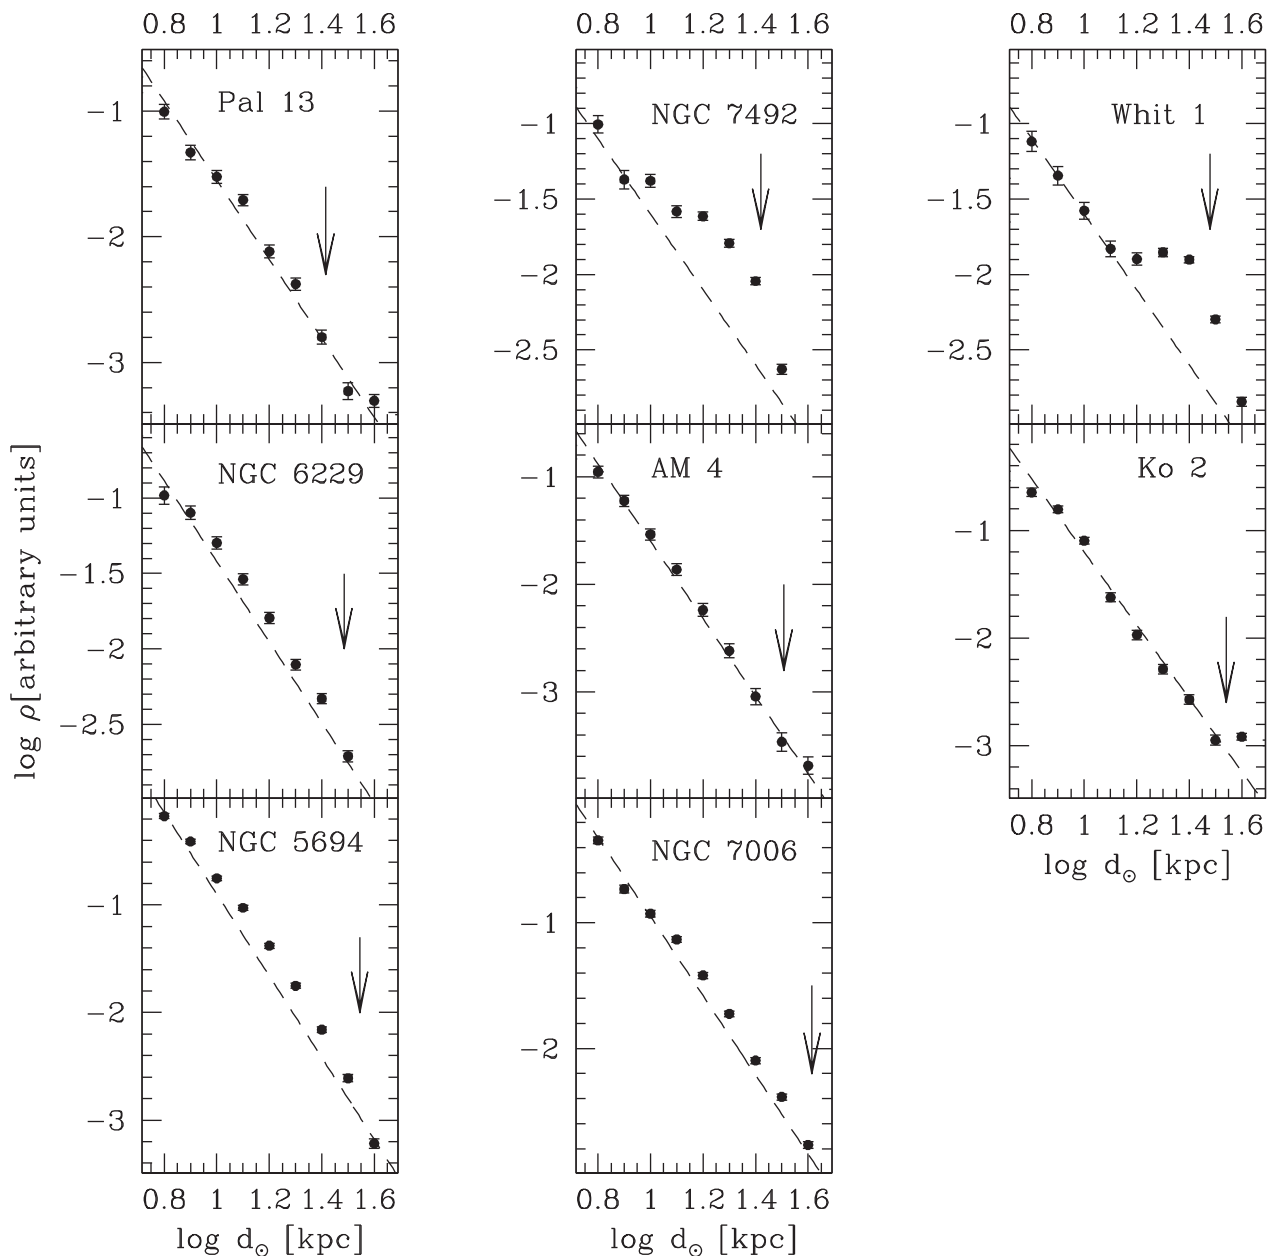 0.8 1 1.2 1.4 1.6
0.8 1 1.2 1.4 1.6
0.8 1 1.2 1.4 1.6
Pal 13
−1
−2
−3
NGC 7492
−1
−1.5
−2
−2.5
Whit 1
−1
−1.5
−2
−2.5
log ρ[arbitrary units]
NGC 6229
−1
−1.5
−2
−2.5
AM 4
−1
−2
−3
Ko 2
−1
−2
−3
0.8 1 1.2 1.4 1.6
log d⊙ [kpc]
NGC 5694
−1
−2
−3
0.8 1 1.2 1.4 1.6
log d⊙ [kpc]
NGC 7006
−1
−2
0.8 1 1.2 1.4 1.6
log d⊙ [kpc]